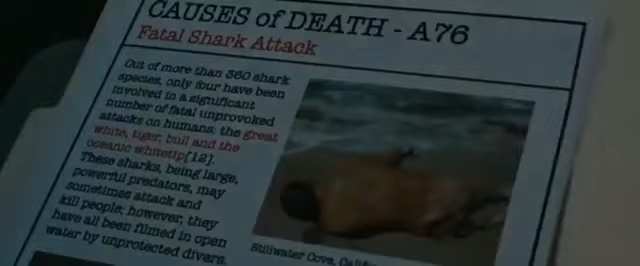 CAUSES of DEATH - A76
Fatal Shark Attack
Out of more than 360 shark
species, only four have been
involved in a significant
number of fatal unprovoked
attacks on humans: the great
white, tiger, bull and the
oceanic whitetip[12].
These sharks, being large,
powerful predators, may
sometimes attack and
kill people; however, they
have all been filmed in open
water by unprotected divers.
Stillwater Cove,